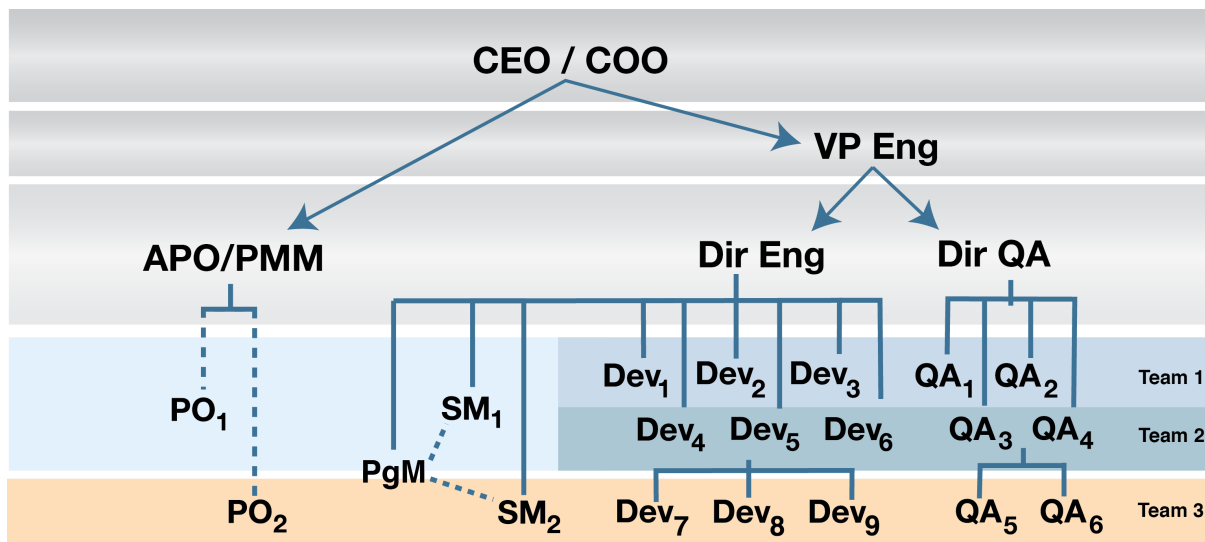 CEO / COO
VP Eng
APO/PMM
Dir Eng
Dir QA
Dev1 Dev2 Dev3 QA1 QA2 Team 1
PO1 SM1
Dev4 Dev5 Dev6 QA3 QA4 Team 2
PgM
PO2 SM2 Dev7 Dev8 Dev9 QA5 QA6 Team 3